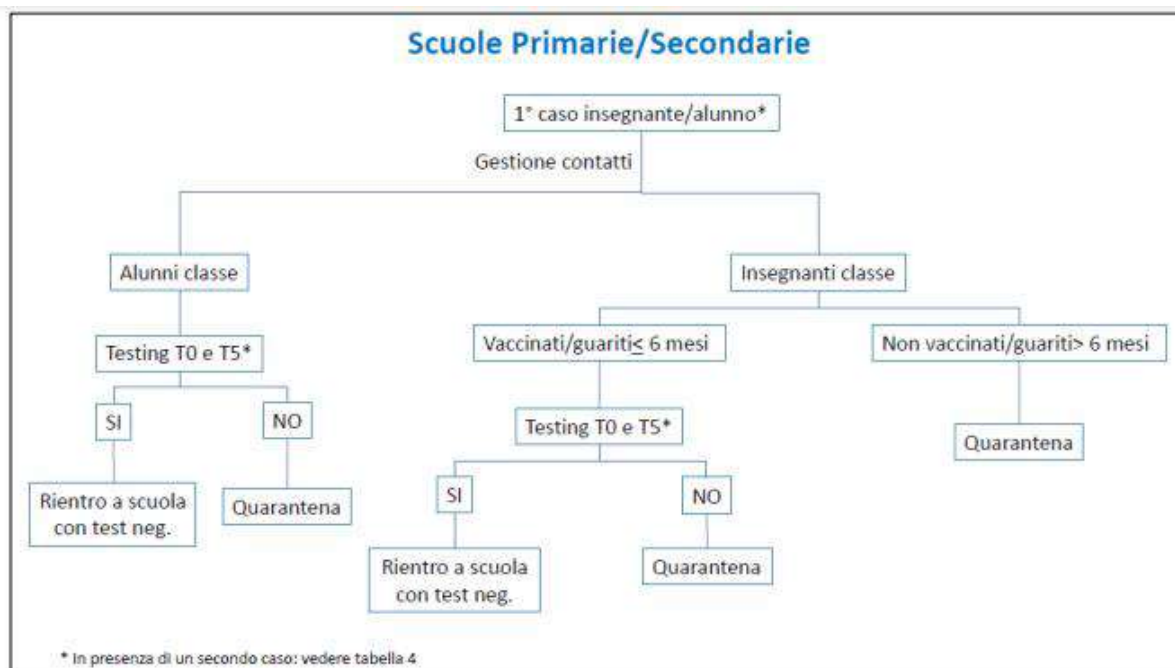 Scuole Primarie/Secondarie
1° caso insegnante/alunno*
Gestione contatti
Alunni classe
Insegnanti classe
Testing T0 e T5*
Vaccinati/guariti≤ 6 mesi
Non vaccinati/guariti> 6 mesi
SI
NO
Testing T0 e T5*
Quarantena
Rientro a scuola
con test neg.
Quarantena
SI
NO
Rientro a scuola
con test neg.
Quarantena
* In presenza di un secondo caso: vedere tabella 4